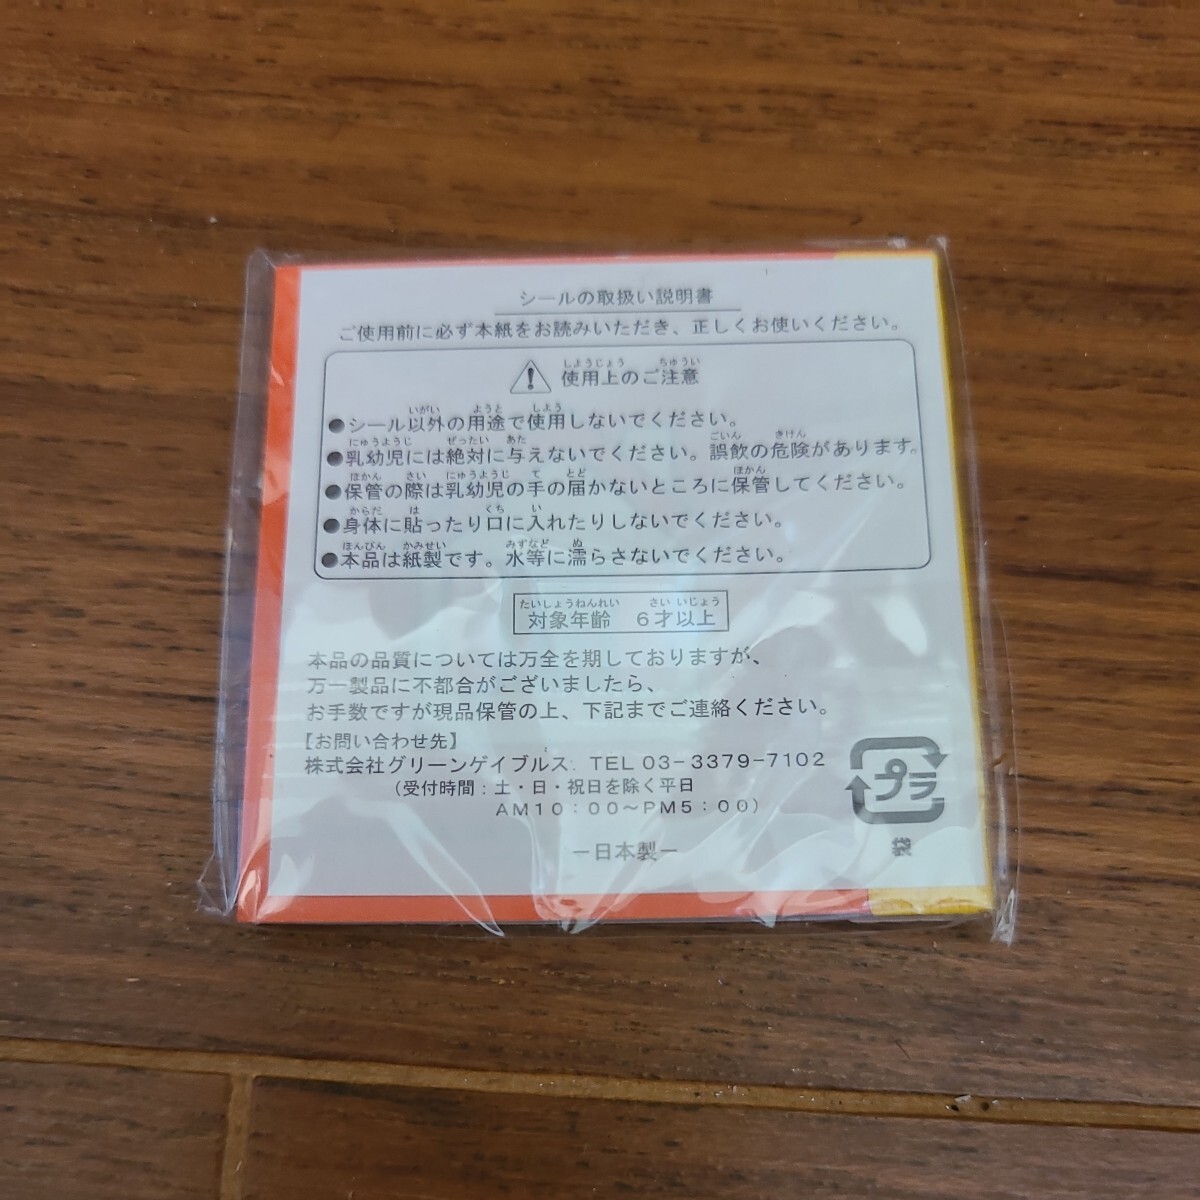 シールの取扱い説明書
ご使用前に必ず本紙をお読みいただき、正しくお使いください。
しようじょう ちゅうい
使用上のご注意
いがい ようと しよう
●シール以外の用途で使用しないでください。
にゅうようじ ぜったい あた ごいん きけん
●乳幼児には絶対に与えないでください。誤飲の危険があります。
ほかん さい にゅうようじ て とど ほかん
●保管の際は乳幼児の手の届かないところに保管してください。
からだ は くち い
●身体に貼ったり口に入れたりしないでください。
ほんぴん かみせい みずなど ぬ
●本品は紙製です。水等に濡らさないでください。
たいしょうねんれい さい いじょう
対象年齢 6才以上
本品の品質については万全を期しておりますが、
万一製品に不都合がございましたら、
お手数ですが現品保管の上、下記までご連絡ください。
【お問い合わせ先】
株式会社グリーンゲイブルス TEL 03-3379-7102
(受付時間：土・日・祝日を除く平日
AM10：00〜PM5：00)
プラ
袋
ー日本製ー